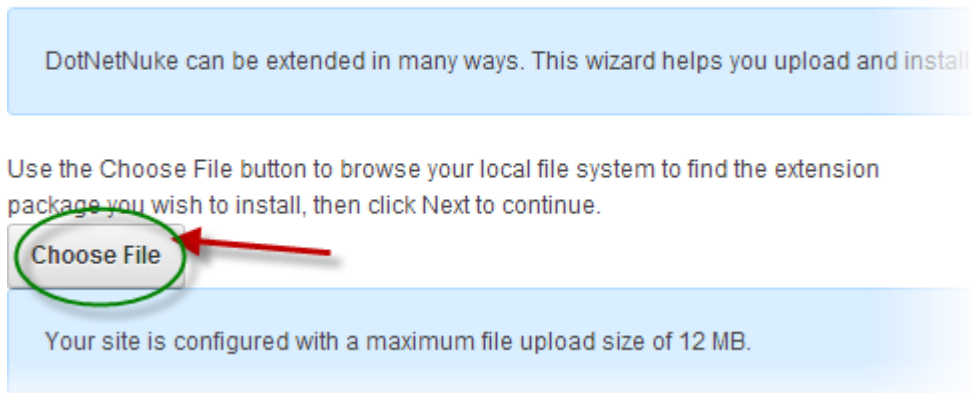 DotNetNuke can be extended in many ways. This wizard helps you upload and install
Use the Choose File button to browse your local file system to find the extension
package you wish to install, then click Next to continue.
Choose File
Your site is configured with a maximum file upload size of 12 MB.